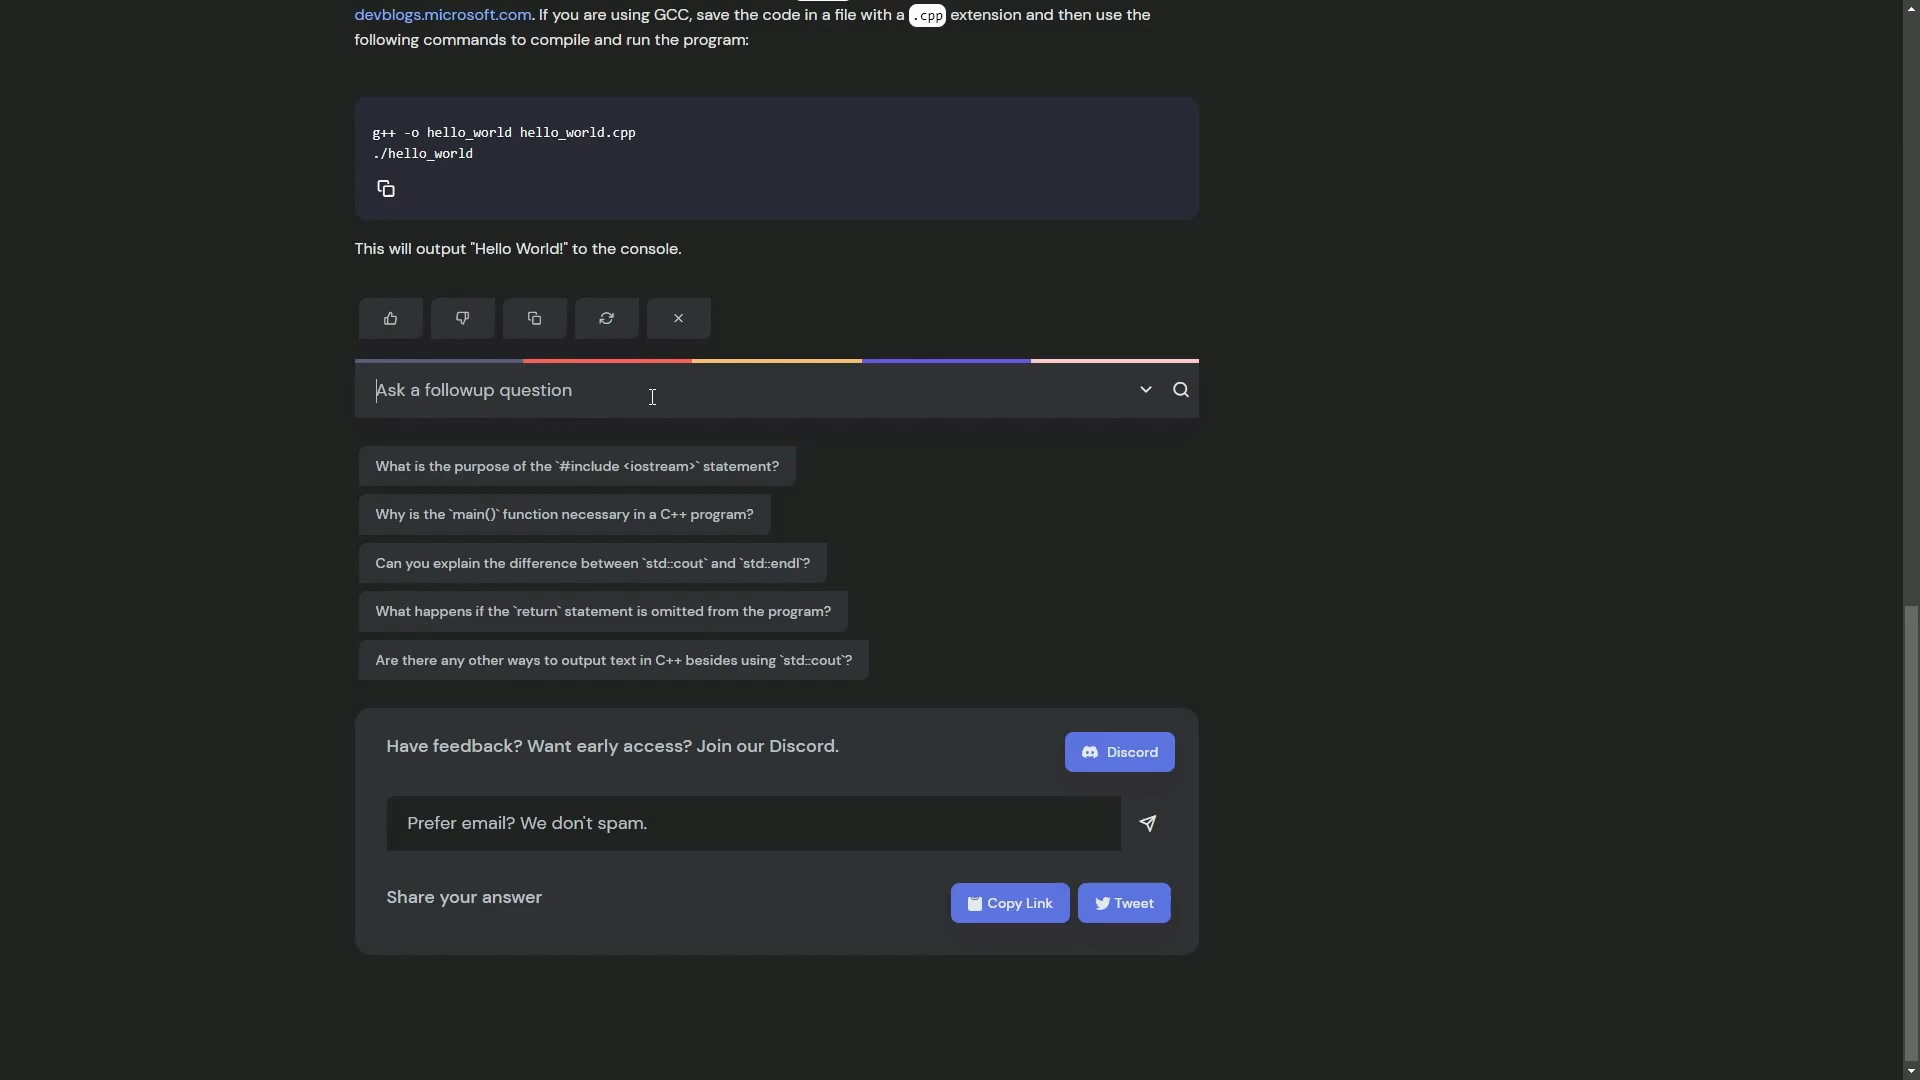 devblogs.microsoft.com. If you are using GCC, save the code in a file with a .cpp extension and then use the
following commands to compile and run the program:
g++ -o hello_world hello_world.cpp
./hello_world
This will output "Hello World!" to the console.
Ask a followup question
What is the purpose of the `#include <iostream>` statement?
Why is the `main()` function necessary in a C++ program?
Can you explain the difference between `std::cout` and `std::endl`?
What happens if the `return` statement is omitted from the program?
Are there any other ways to output text in C++ besides using `std::cout`?
Have feedback? Want early access? Join our Discord.
Discord
Prefer email? We don't spam.
Share your answer
Copy Link
Tweet